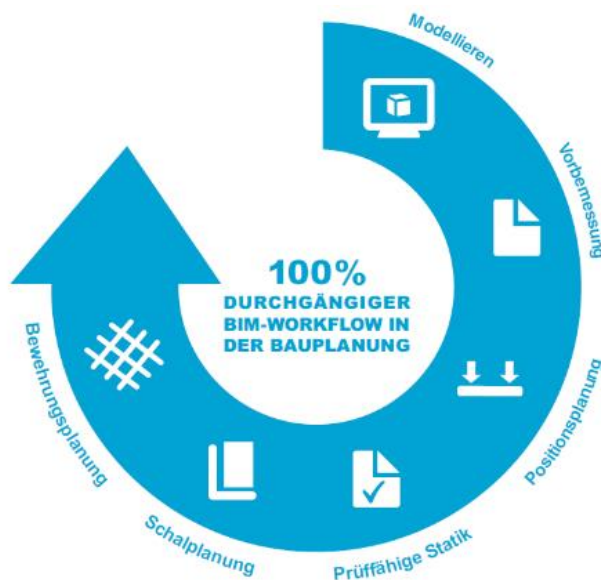 Modellieren
Vorbemessung
Positionsplanung
Prüffähige Statik
Schalplanung
Bewehrungsplanung
100%
DURCHGÄNGIGER
BIM-WORKFLOW IN
DER BAUPLANUNG